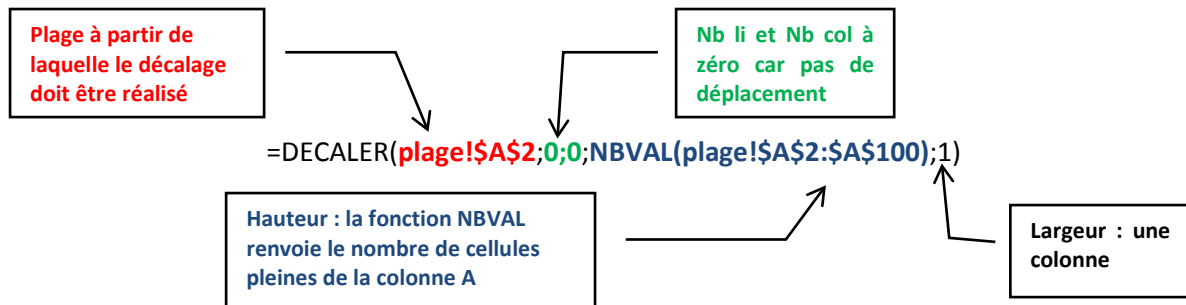 Plage à partir de
laquelle le décalage
doit être réalisé
Nb li et Nb col à
zéro car pas de
déplacement
=DECALER(plage!$A$2;0;0;NBVAL(plage!$A$2:$A$100);1)
Hauteur : la fonction NBVAL
renvoie le nombre de cellules
pleines de la colonne A
Largeur : une
colonne